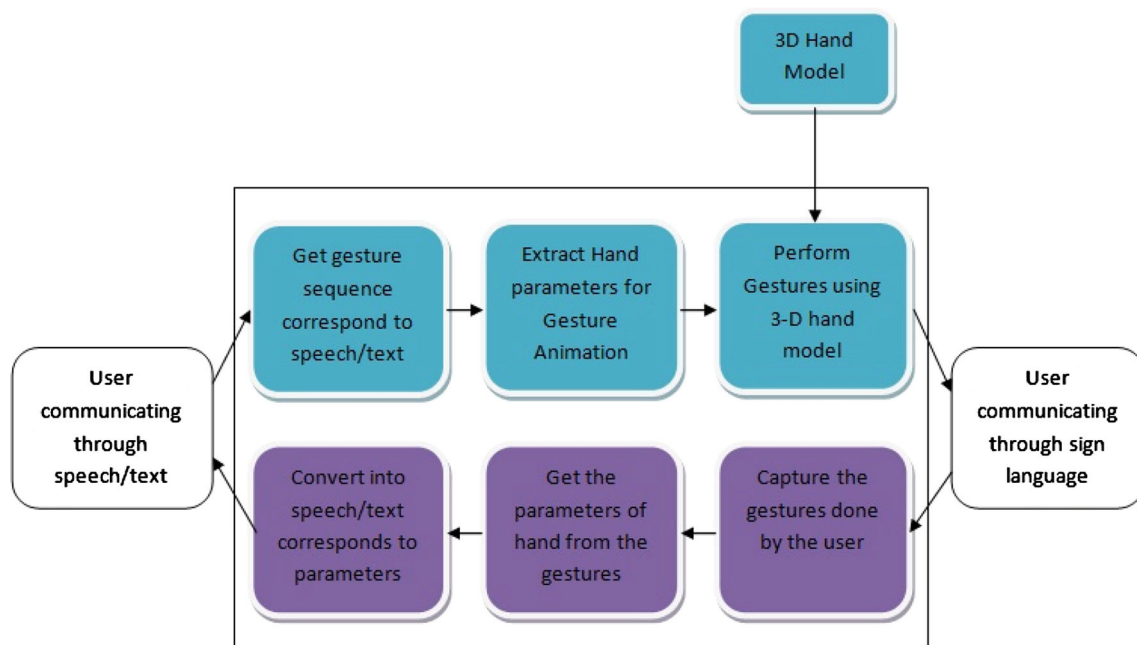 3D Hand
Model
Get gesture
sequence
correspond to
speech/text
Extract Hand
parameters for
Gesture
Animation
Perform
Gestures using
3-D hand
model
User
communicating
through
speech/text
User
communicating
through sign
language
Convert into
speech/text
corresponds to
parameters
Get the
parameters of
hand from the
gestures
Capture the
gestures done
by the user